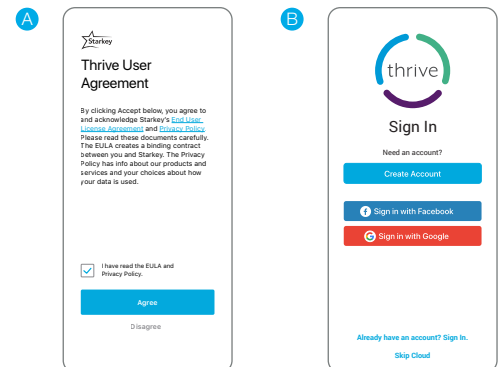 A
Starkey
Thrive User
Agreement
By clicking Accept below, you agree to
and acknowledge Starkey's End User
License Agreement and Privacy Policy
Please read these documents carefully.
The EULA creates a binding contract
between you and Starkey. The Privacy
Policy has info about our products and
services and your choices about how
your data is used.
I have read the EULA and
Privacy Policy.
Agree
Disagree
B
thrive
Sign In
Need an account?
Create Account
f Sign in with Facebook
G Sign in with Google
Already have an account? Sign In.
Skip Cloud